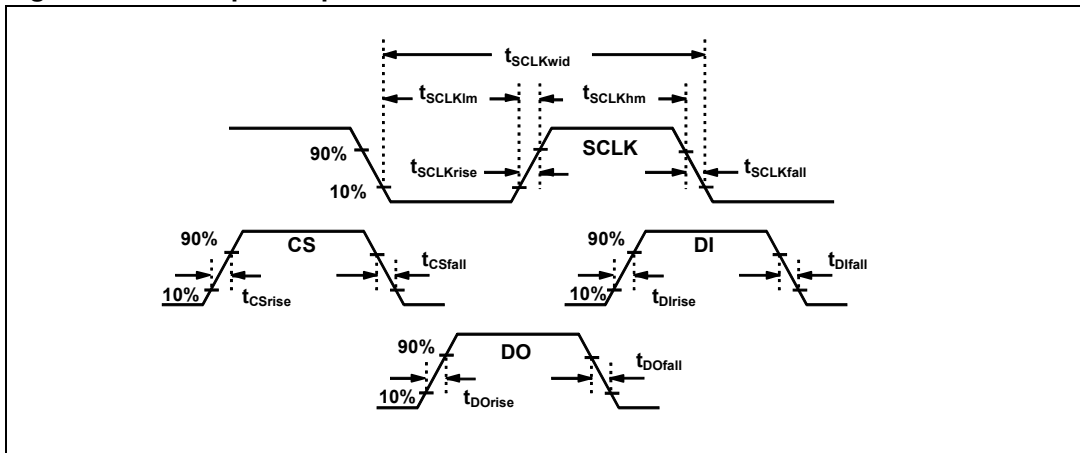 tSCLKwid
tSCLKlm
tSCLKhm
SCLK
90%
tSCLKrise
tSCLKfall
10%
90%
CS
tCSfall
10%
tCSrise
90%
DI
tDIfall
10%
tDIrise
90%
DO
tDOfall
10%
tDOrise